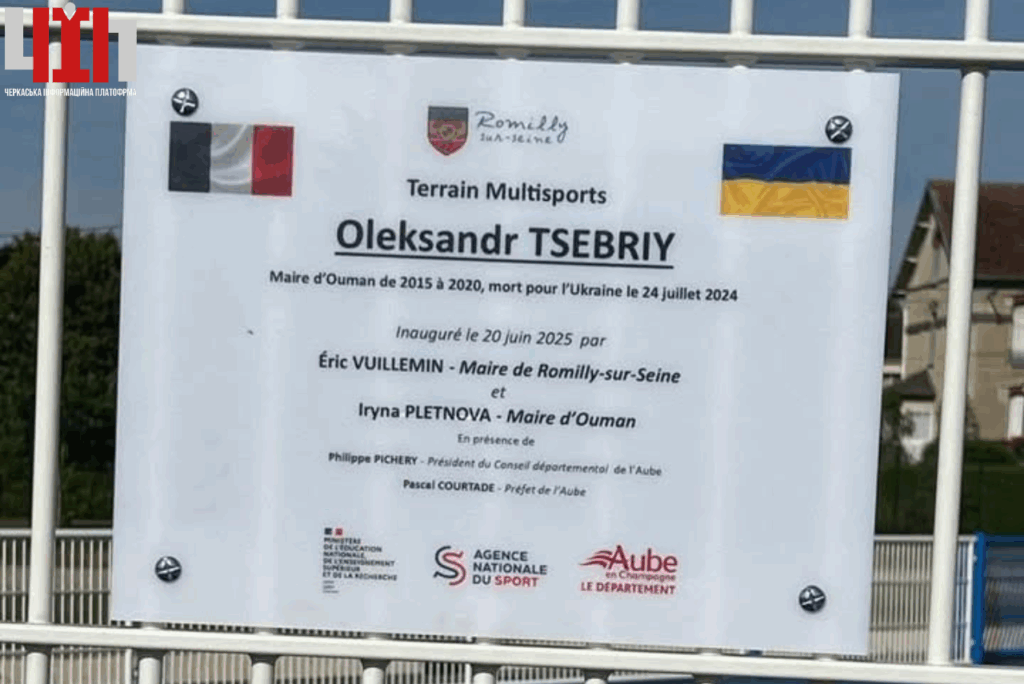 ЧЕРКАСЬКА ІНФОРМАЦІЙНА ПЛАТФОРМА
Romilly
sur-seine
Terrain Multisports
Oleksandr TSEBRIY
Maire d'Ouman de 2015 à 2020, mort pour l'Ukraine le 24 juillet 2024
Inauguré le 20 juin 2025 par
Éric VUILLEMIN - Maire de Romilly-sur-Seine
et
Iryna PLETNOVA - Maire d'Ouman
En présence de
Philippe PICHERY - Président du Conseil départemental de l'Aube
Pascal COURTADE - Préfet de l'Aube
MINISTÈRE
DE L'ÉDUCATION
NATIONALE,
DE L'ENSEIGNEMENT
SUPÉRIEUR
ET DE LA RECHERCHE
AGENCE
NATIONALE
DU SPORT
Aube
en Champagne
LE DÉPARTEMENT